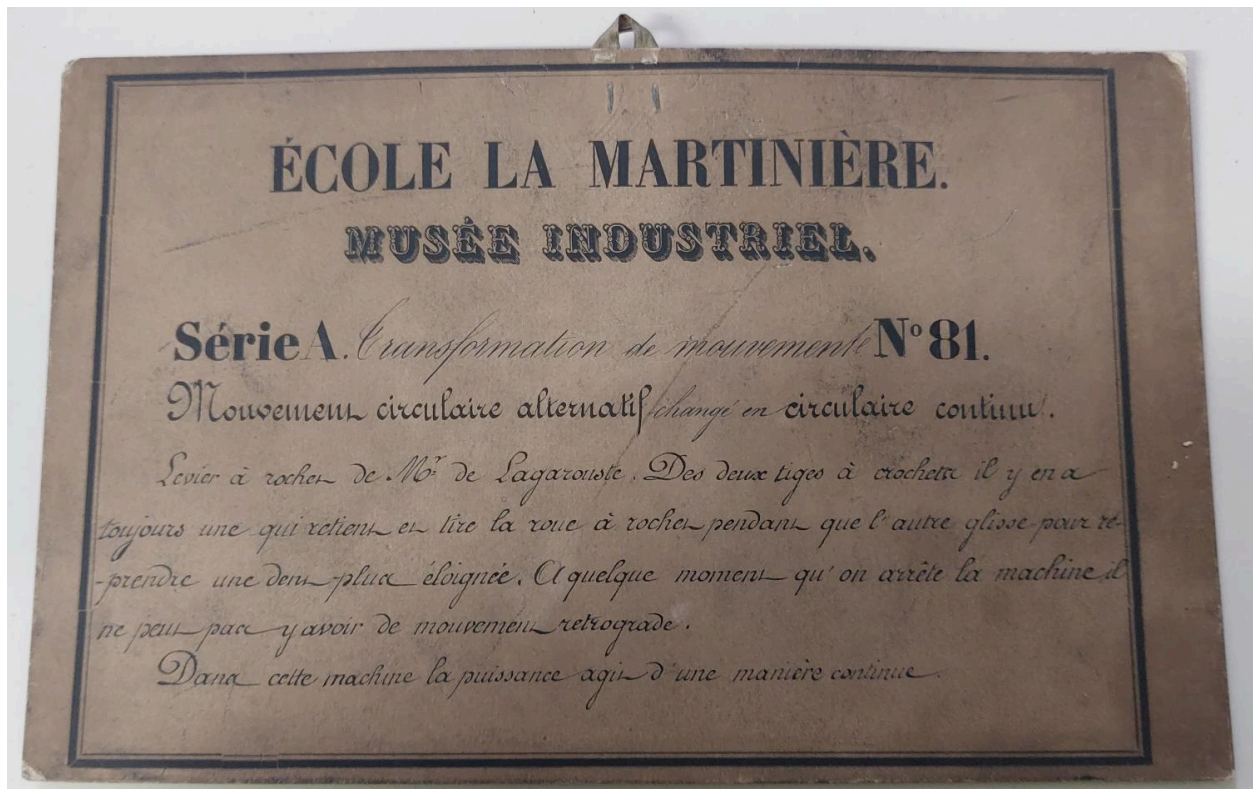 ÉCOLE LA MARTINIÈRE.
MUSÉE INDUSTRIEL.
Série A. Transformation de mouvements No 81.
Mouvement circulaire alternatif changé en circulaire continu.
Levier à rochet de Mr de Lagarouste. Des deux tiges à crochets il y en a
toujours une qui retient et tire la roue à rochet pendant que l'autre glisse pour re-
-prendre une dent plus éloignée. A quelque moment qu'on arrête la machine il
ne peut pas y avoir de mouvement retrograde.
Dans cette machine la puissance agit d'une manière continue.